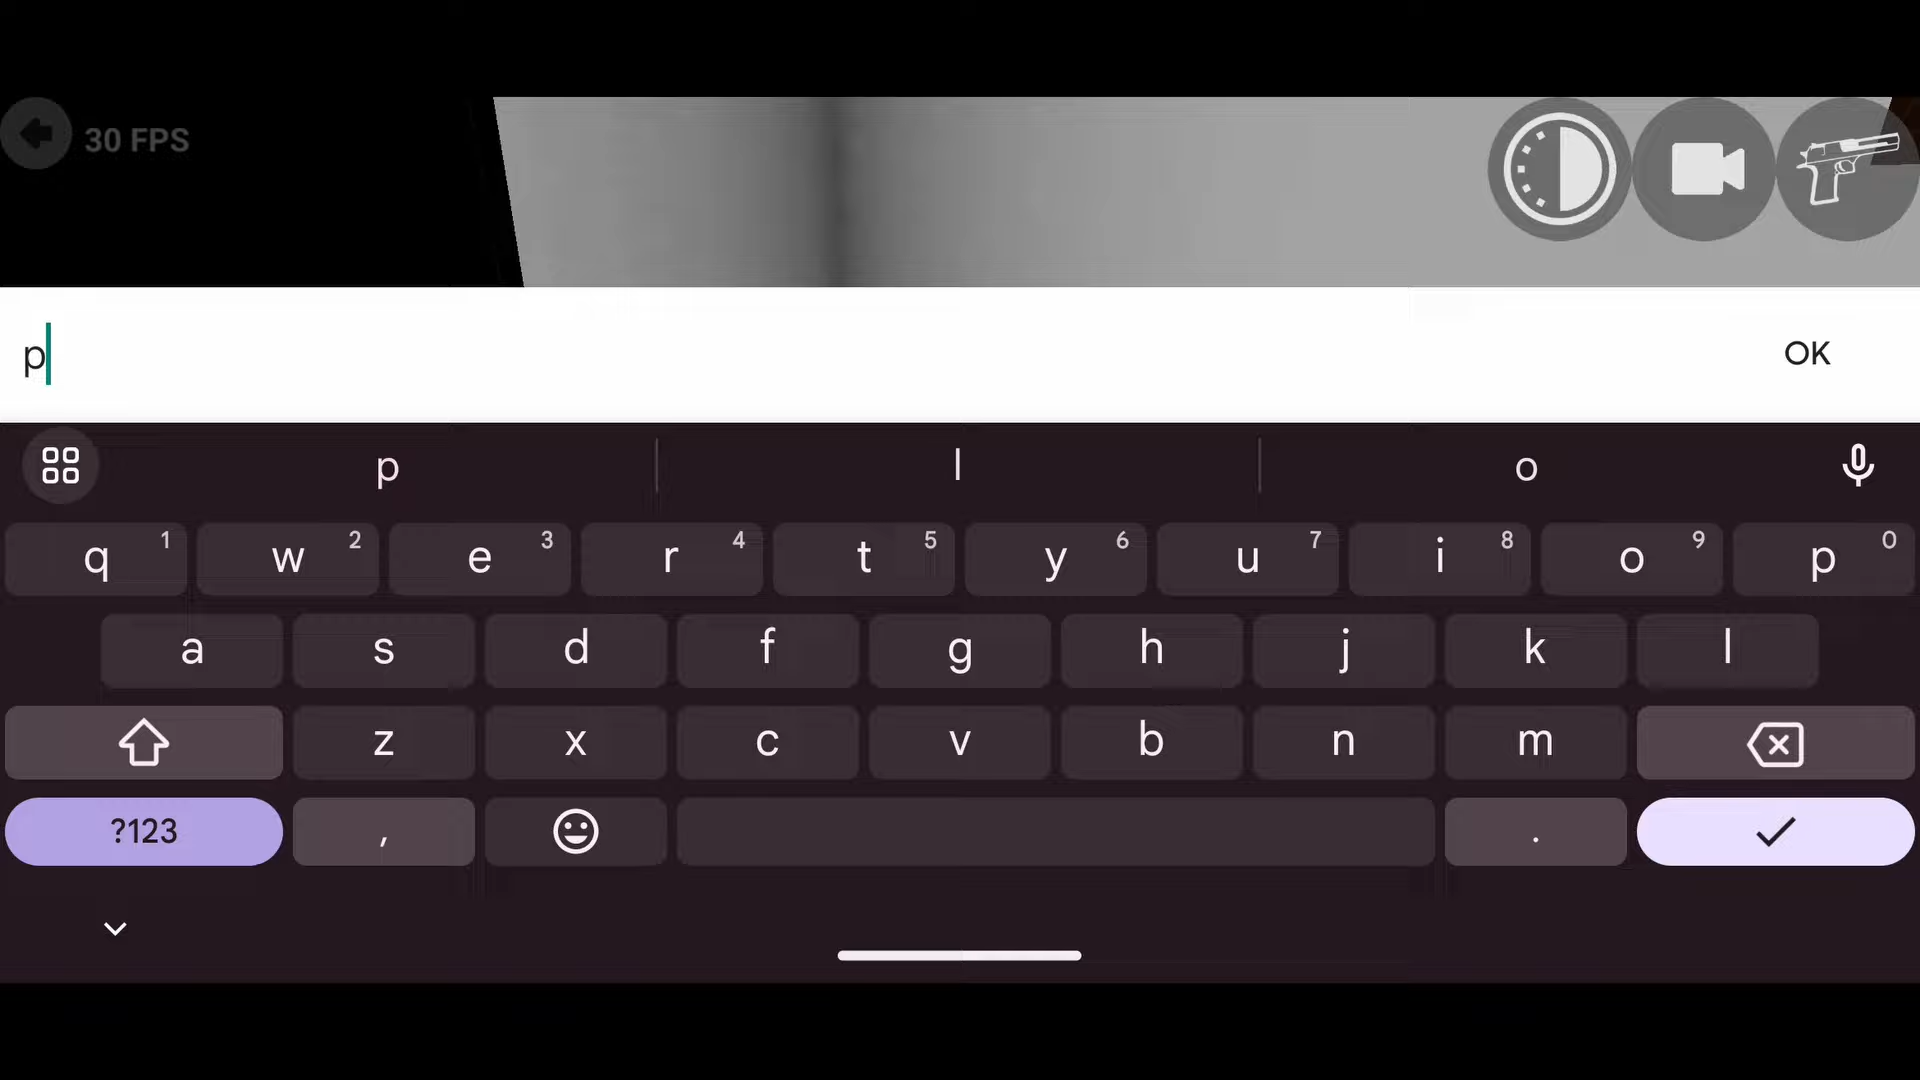 30 FPS
p
OK
p l o
q 1 w 2 e 3 r 4 t 5 y 6 u 7 i 8 o 9 p 0
a s d f g h j k l
z x c v b n m
?123 , .